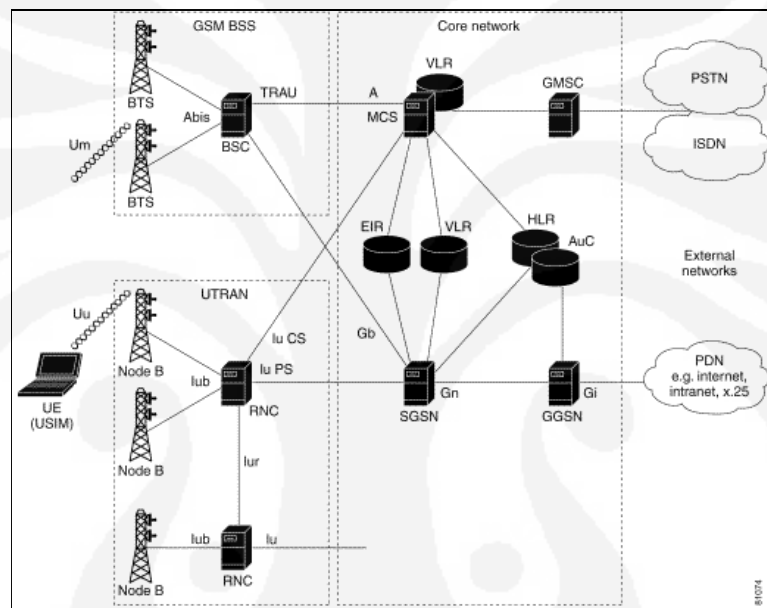 GSM BSS
Core network
VLR
GMSC
PSTN
TRAU
A
BTS
Abis
MCS
Um
BSC
ISDN
BTS
EIR
VLR
HLR
AuC
External
networks
UTRAN
Uu
Iu CS
Gb
PDN
e.g. internet,
intranet, x.25
Node B
Iub
Iu PS
UE
(USIM)
RNC
SGSN
Gn
GGSN
Gi
Node B
Iur
Iub
Iu
Node B
RNC
81074